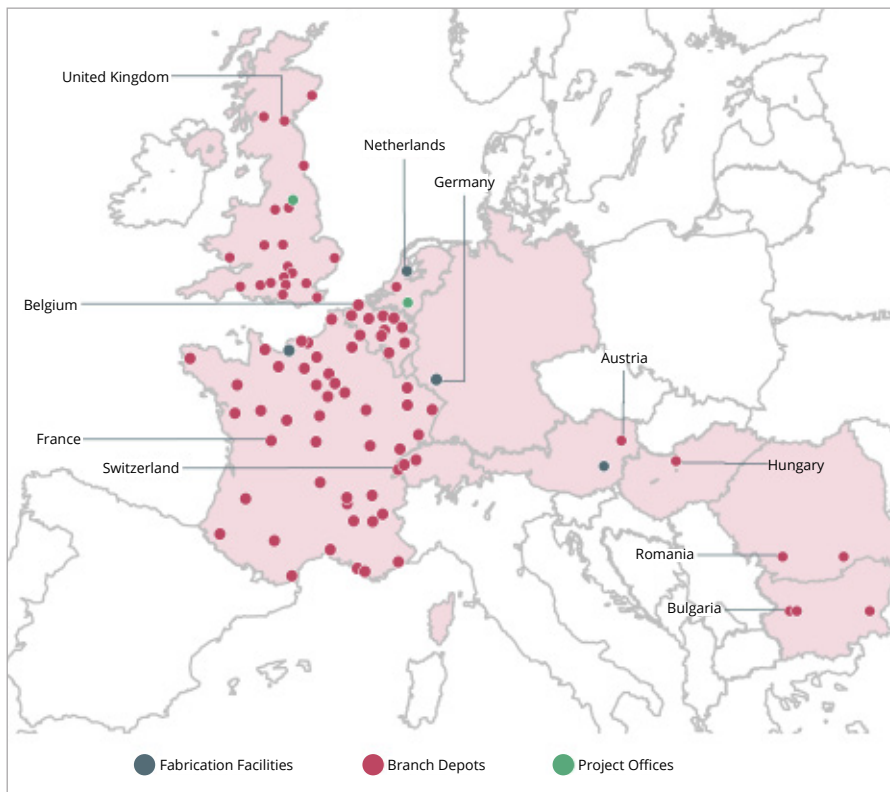 United Kingdom
Netherlands
Germany
Belgium
Austria
France
Switzerland
Hungary
Romania
Bulgaria
Fabrication Facilities
Branch Depots
Project Offices